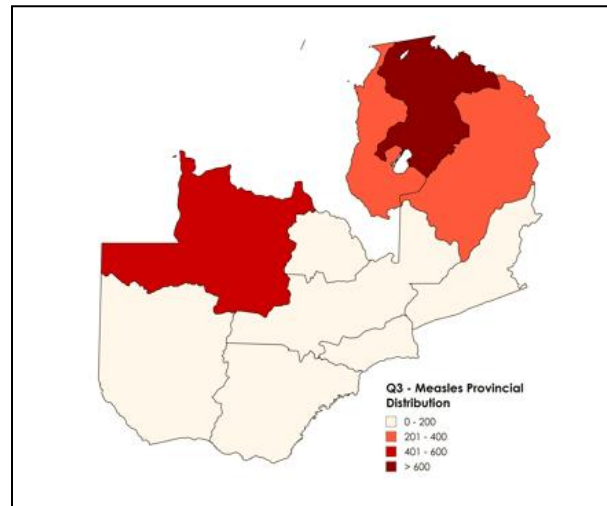 Q3 - Measles Provincial
Distribution
0 - 200
201 - 400
401 - 600
> 600